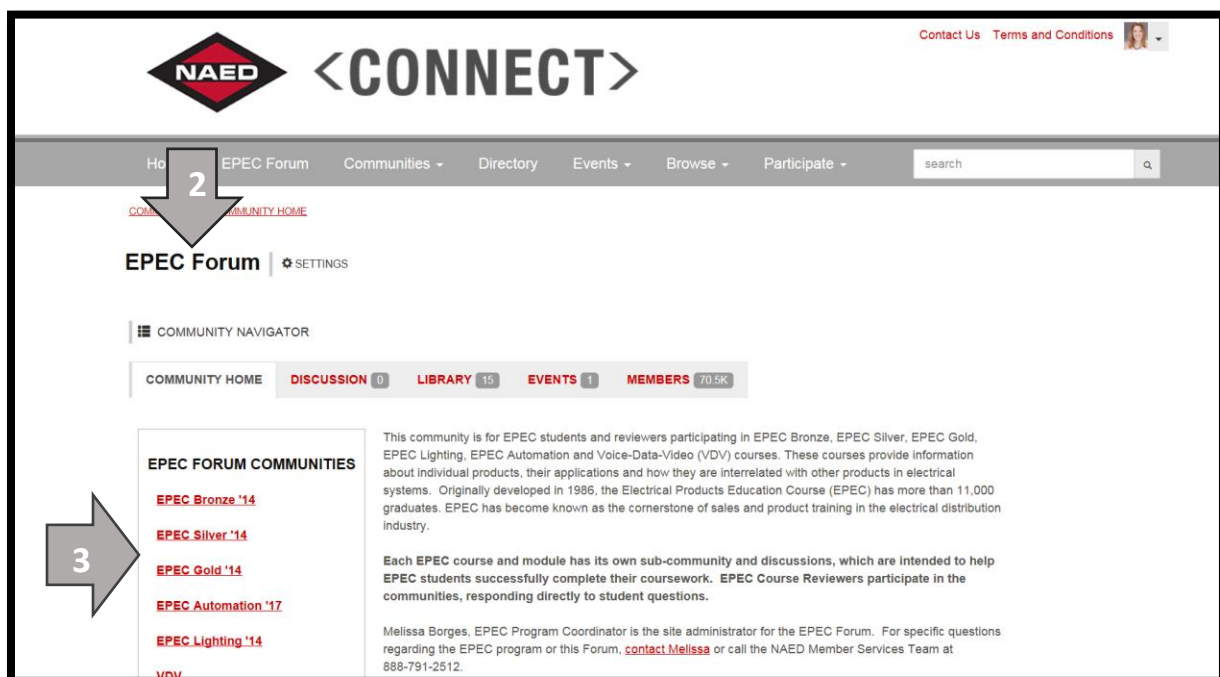 Contact Us Terms and Conditions
NAED
<CONNECT>
EPEC Forum Communities Directory Events Browse Participate search
2
COMMUNITY HOME
EPEC Forum SETTINGS
COMMUNITY NAVIGATOR
COMMUNITY HOME DISCUSSION 0 LIBRARY 15 EVENTS 1 MEMBERS 70.5K
EPEC FORUM COMMUNITIES
EPEC Bronze '14
EPEC Silver '14
3
EPEC Gold '14
EPEC Automation '17
EPEC Lighting '14
VDV
This community is for EPEC students and reviewers participating in EPEC Bronze, EPEC Silver, EPEC Gold,
EPEC Lighting, EPEC Automation and Voice-Data-Video (VDV) courses. These courses provide information
about individual products, their applications and how they are interrelated with other products in electrical
systems. Originally developed in 1986, the Electrical Products Education Course (EPEC) has more than 11,000
graduates. EPEC has become known as the cornerstone of sales and product training in the electrical distribution
industry.
Each EPEC course and module has its own sub-community and discussions, which are intended to help
EPEC students successfully complete their coursework. EPEC Course Reviewers participate in the
communities, responding directly to student questions.
Melissa Borges, EPEC Program Coordinator is the site administrator for the EPEC Forum. For specific questions
regarding the EPEC program or this Forum, contact Melissa or call the NAED Member Services Team at
888-791-2512.